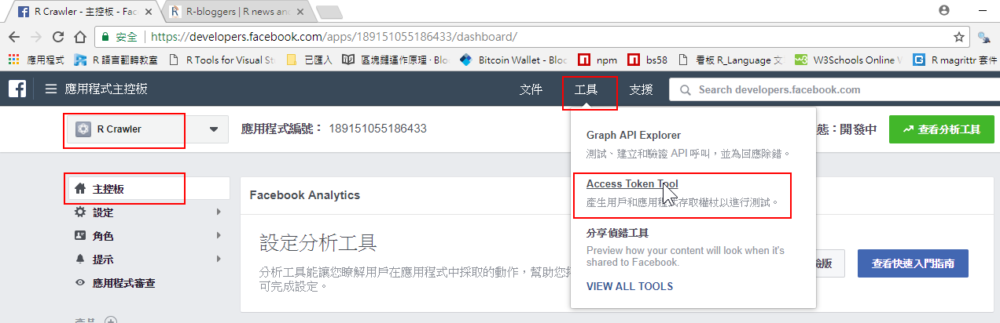 R Crawler - 主控板 - Fac
R-bloggers | R news an
安全 | https://developers.facebook.com/apps/189151055186433/dashboard/
應用程式 R 語言翻轉教室 R Tools for Visual St 已匯入 區塊鏈運作原理 · Blo Bitcoin Wallet - Bloc npm bs58 看板 R_Language 文 W3Schools Online W R magrittr 套件
應用程式主控板 文件 工具 支援 Search developers.facebook.com
R Crawler 應用程式編號： 189151055186433 態：開發中 查看分析工具
Graph API Explorer
測試、建立和驗證 API 呼叫，並為回應除錯。
Access Token Tool
產生用戶和應用程式存取權杖以進行測試。
分享偵錯工具
Preview how your content will look when it's
shared to Facebook.
VIEW ALL TOOLS
主控板
設定
角色
提示
應用程式審查
Facebook Analytics
設定分析工具
分析工具能讓您瞭解用戶在應用程式中採取的動作，幫助您
可完成設定。
驗版 查看快速入門指南